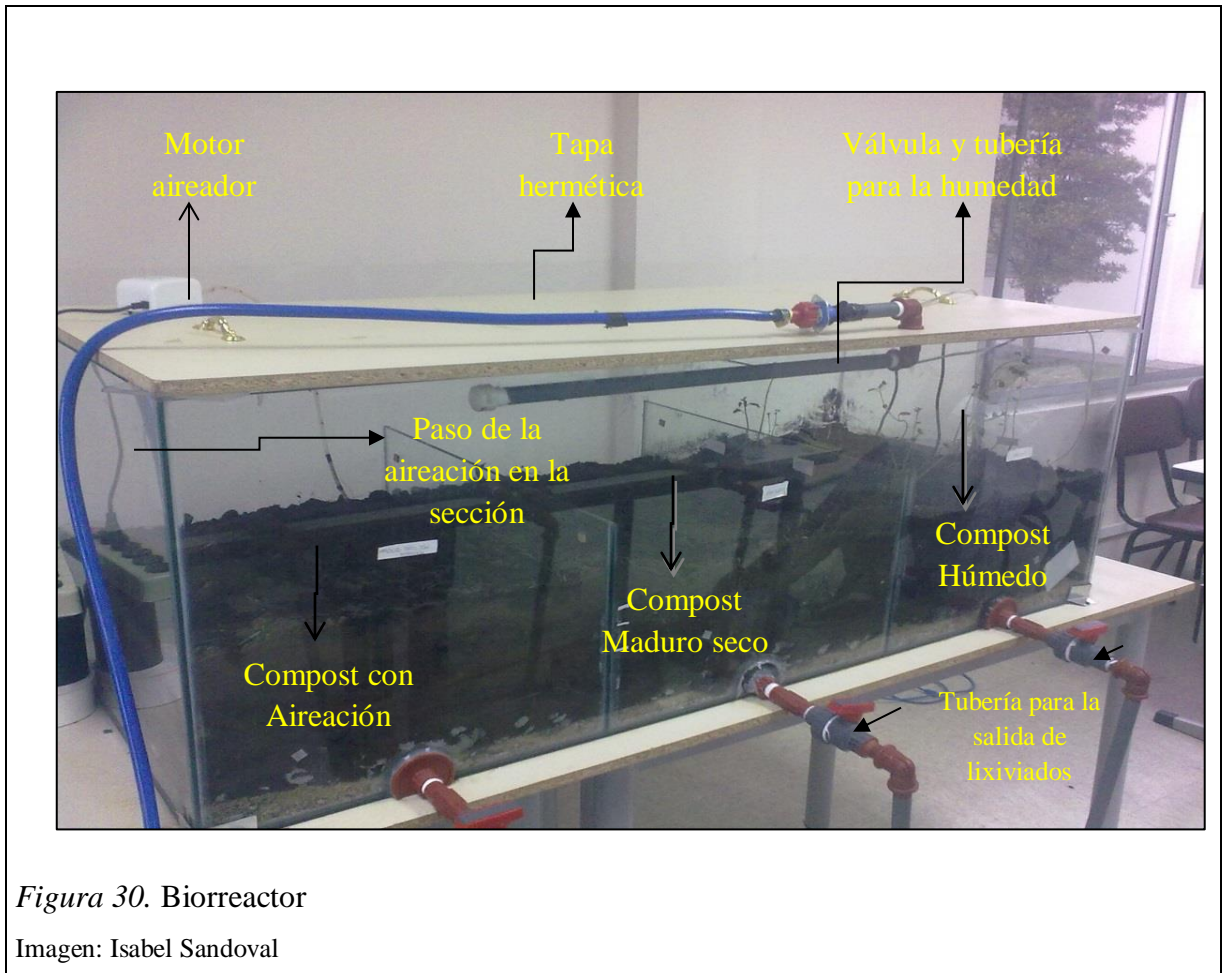 Motor
aireador
Tapa
hermética
Válvula y tubería
para la humedad
Paso de la
aireación en la
sección
Compost
Húmedo
Compost
Maduro seco
Compost con
Aireación
Tubería para la
salida de
lixiviados
Figura 30. Biorreactor
Imagen: Isabel Sandoval